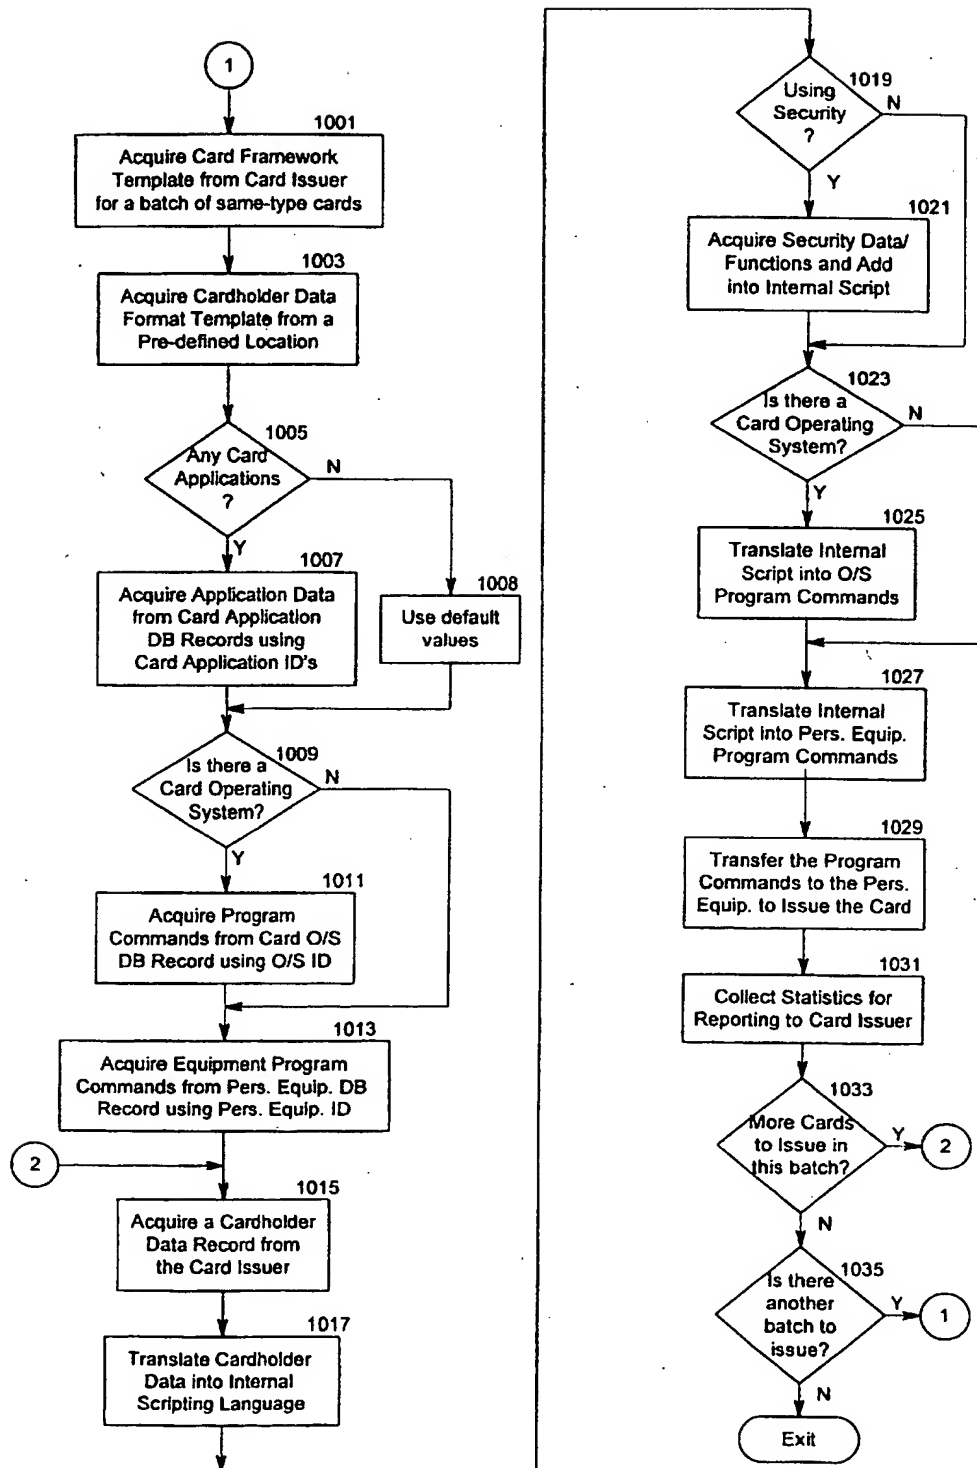 1
1001
Acquire Card Framework
Template from Card Issuer
for a batch of same-type cards
1003
Acquire Cardholder Data
Format Template from a
Pre-defined Location
1005
Any Card
Applications
?
N
Y
1007
Acquire Application Data
from Card Application
DB Records using
Card Application ID's
1008
Use default
values
1009
Is there a
Card Operating
System?
N
Y
1011
Acquire Program
Commands from Card O/S
DB Record using O/S ID
1013
Acquire Equipment Program
Commands from Pers. Equip. DB
Record using Pers. Equip. ID
2
1015
Acquire a Cardholder
Data Record from
the Card Issuer
1017
Translate Cardholder
Data into Internal
Scripting Language
1019
Using
Security
?
N
Y
1021
Acquire Security Data/
Functions and Add
into Internal Script
1023
Is there a
Card Operating
System?
N
Y
1025
Translate Internal
Script into O/S
Program Commands
1027
Translate Internal
Script into Pers. Equip.
Program Commands
1029
Transfer the Program
Commands to the Pers.
Equip. to Issue the Card
1031
Collect Statistics for
Reporting to Card Issuer
1033
More Cards
to Issue in
this batch?
Y
2
N
1035
Is there
another
batch to
issue?
Y
1
N
Exit